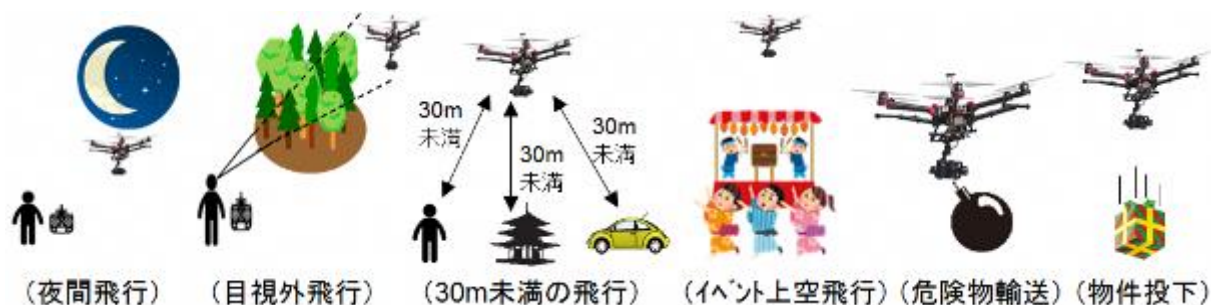 30m
未満
30m
未満
30m
未満
（夜間飛行）
（目視外飛行）
（30m未満の飛行）
（ｲﾍﾞﾝﾄ上空飛行）
（危険物輸送）
（物件投下）